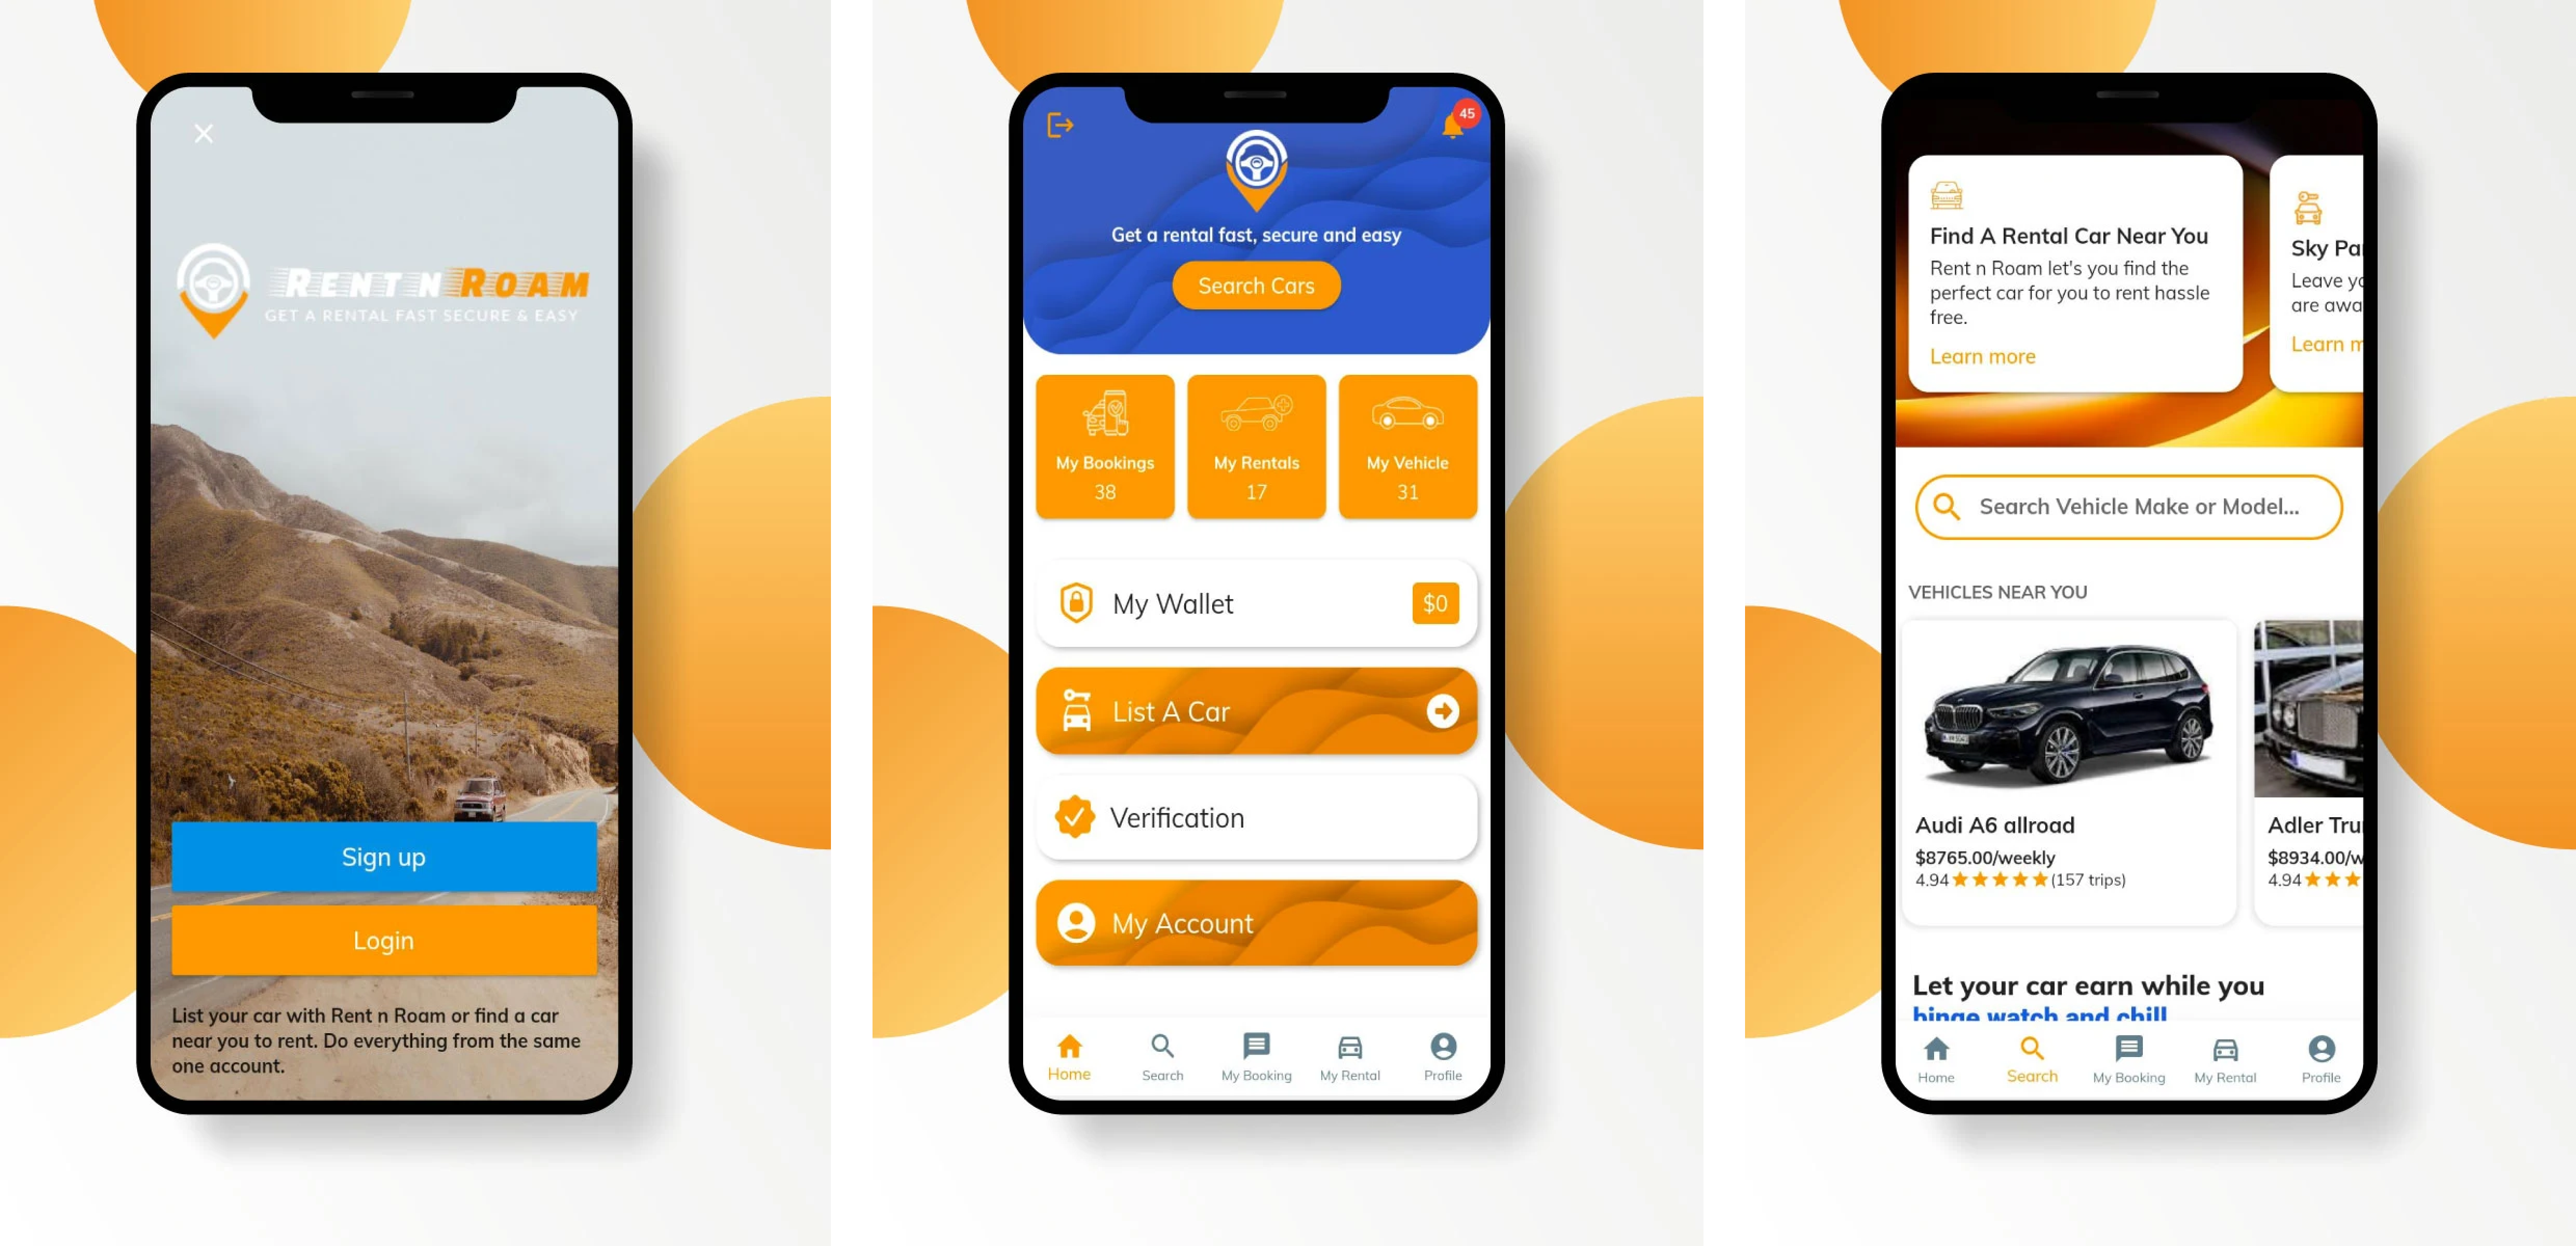 RENT N ROAM
GET A RENTAL FAST SECURE & EASY
Sign up
Login
List your car with Rent n Roam or find a car
near you to rent. Do everything from the same
one account.
45
Get a rental fast, secure and easy
Search Cars
My Bookings
38
My Rentals
17
My Vehicle
31
My Wallet
$0
List A Car
Verification
My Account
Home
Search
My Booking
My Rental
Profile
Find A Rental Car Near You
Rent n Roam let's you find the
perfect car for you to rent hassle
free.
Learn more
Sky Pa
Leave yo
are awa
Learn m
Search Vehicle Make or Model...
VEHICLES NEAR YOU
Audi A6 allroad
$8765.00/weekly
4.94 (157 trips)
Adler Tru
$8934.00/w
4.94
Let your car earn while you
binge watch and chill
Home
Search
My Booking
My Rental
Profile